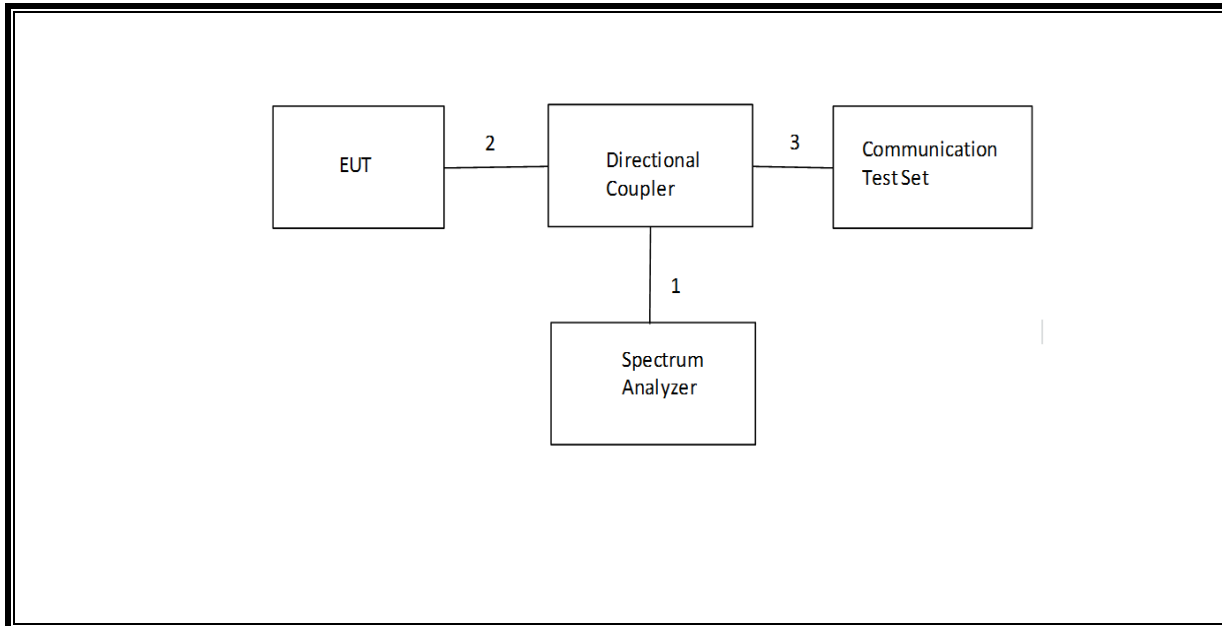 EUT
2
Directional
Coupler
3
Communication
Test Set
1
Spectrum
Analyzer